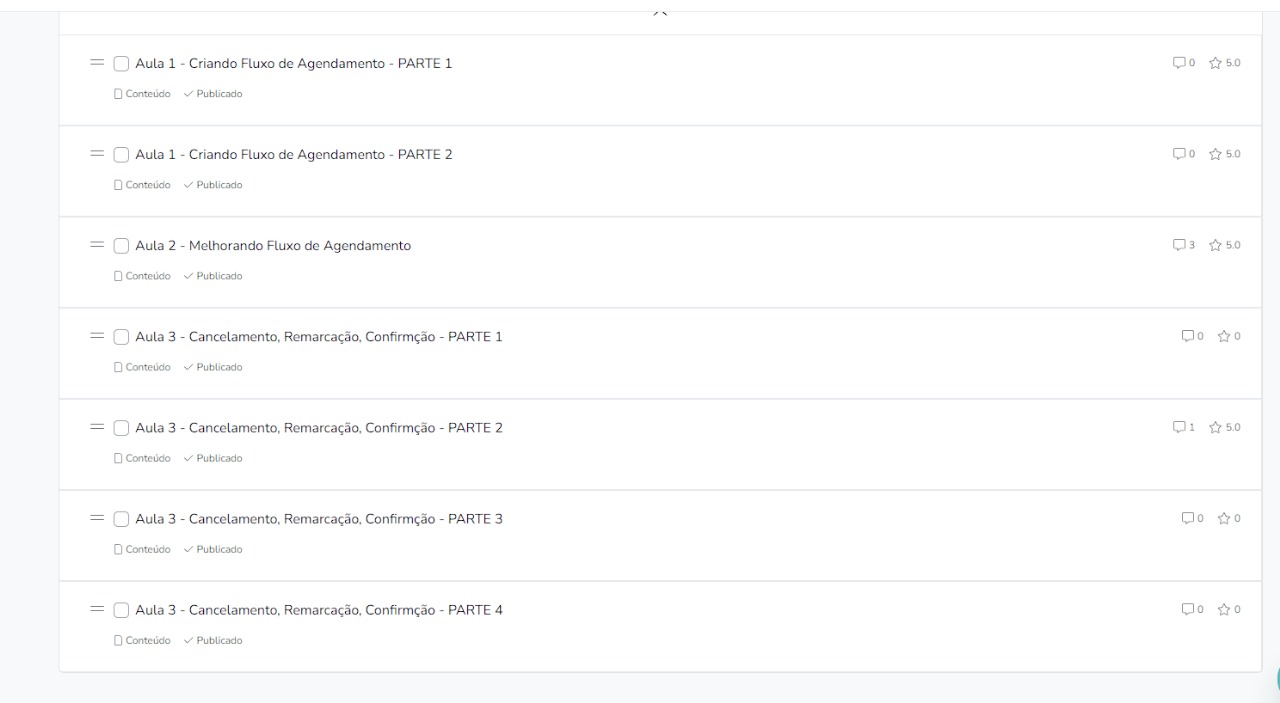 Aula 1 - Criando Fluxo de Agendamento - PARTE 1
0 5.0
Conteúdo Publicado
Aula 1 - Criando Fluxo de Agendamento - PARTE 2
0 5.0
Conteúdo Publicado
Aula 2 - Melhorando Fluxo de Agendamento
3 5.0
Conteúdo Publicado
Aula 3 - Cancelamento, Remarcação, Confirmção - PARTE 1
0 0
Conteúdo Publicado
Aula 3 - Cancelamento, Remarcação, Confirmção - PARTE 2
1 5.0
Conteúdo Publicado
Aula 3 - Cancelamento, Remarcação, Confirmção - PARTE 3
0 0
Conteúdo Publicado
Aula 3 - Cancelamento, Remarcação, Confirmção - PARTE 4
0 0
Conteúdo Publicado